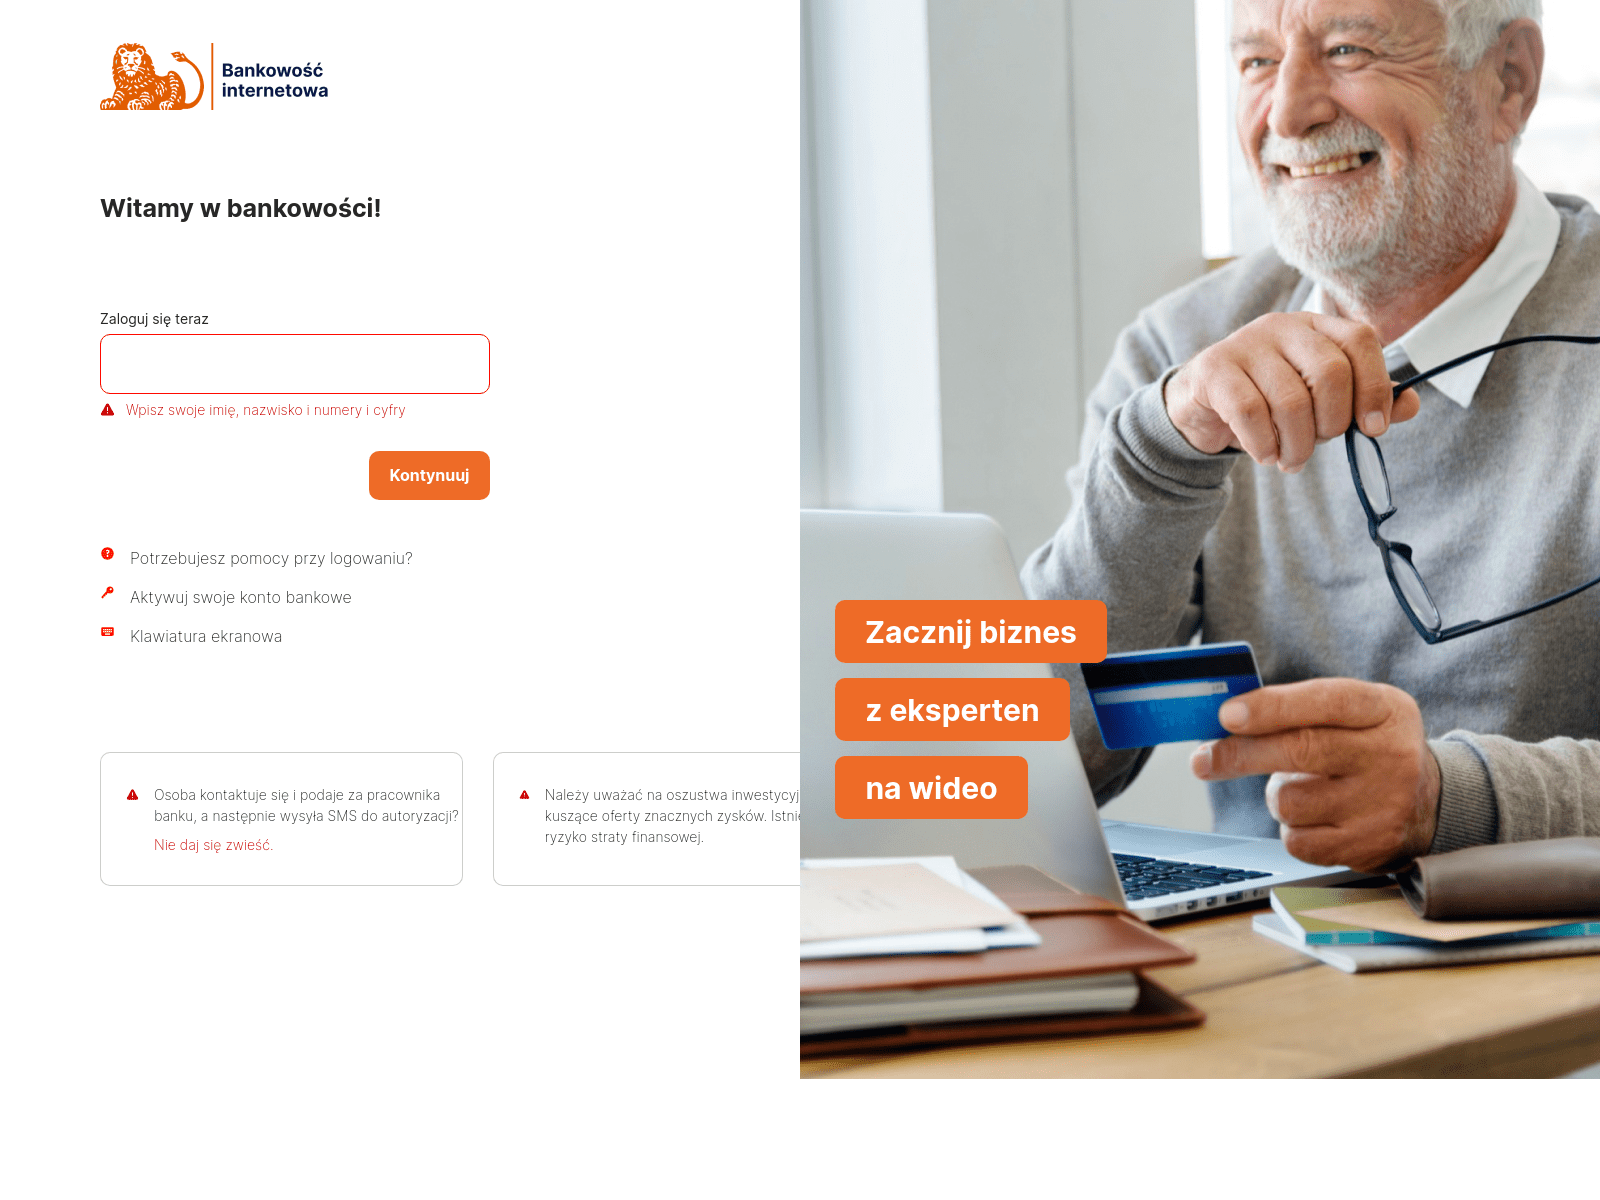 Bankowość
internetowa
Witamy w bankowości!
Zaloguj się teraz
Wpisz swoje imię, nazwisko i numery i cyfry
Kontynuuj
Potrzebujesz pomocy przy logowaniu?
Aktywuj swoje konto bankowe
Klawiatura ekranowa
Osoba kontaktuje się i podaje za pracownika
banku, a następnie wysyła SMS do autoryzacji?
Nie daj się zwieść.
Należy uważać na oszustwa inwestycyj
kuszące oferty znacznych zysków. Istnie
ryzyko straty finansowej.
Zacznij biznes
z eksperten
na wideo